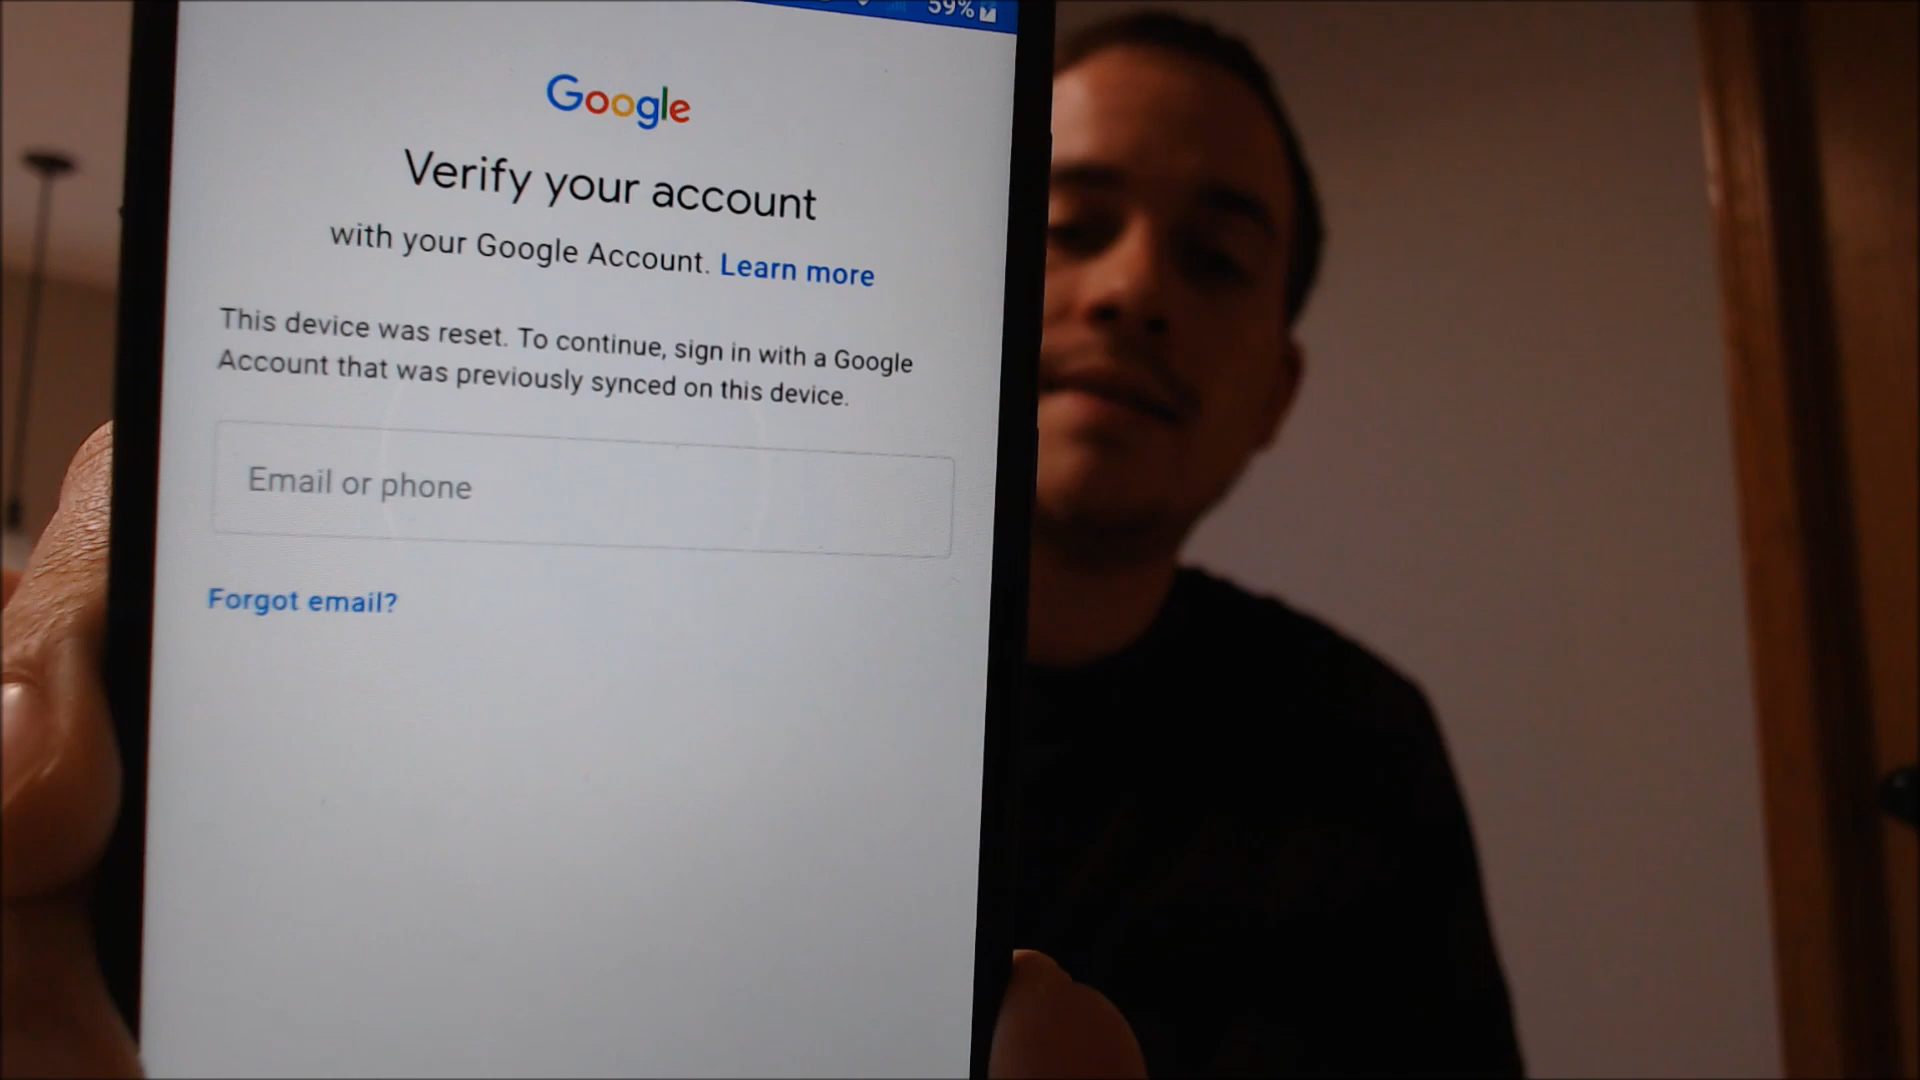 59%
Google
Verify your account
with your Google Account. Learn more
This device was reset. To continue, sign in with a Google
Account that was previously synced on this device.
Email or phone
Forgot email?